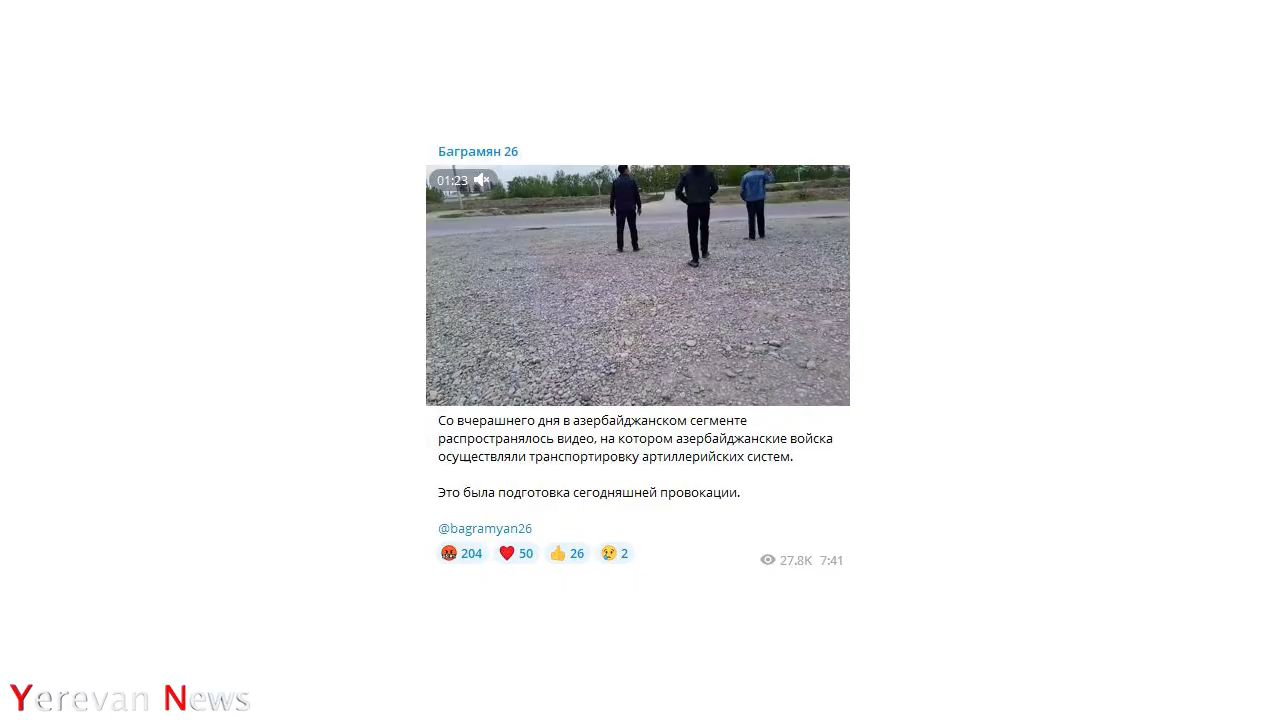 Баграмян 26
01:23
Со вчерашнего дня в азербайджанском сегменте
распространялось видео, на котором азербайджанские войска
осуществляли транспортировку артиллерийских систем.
Это была подготовка сегодняшней провокации.
@bagramyan26
204 50 26 2
27.8K 7:41
Yerevan News